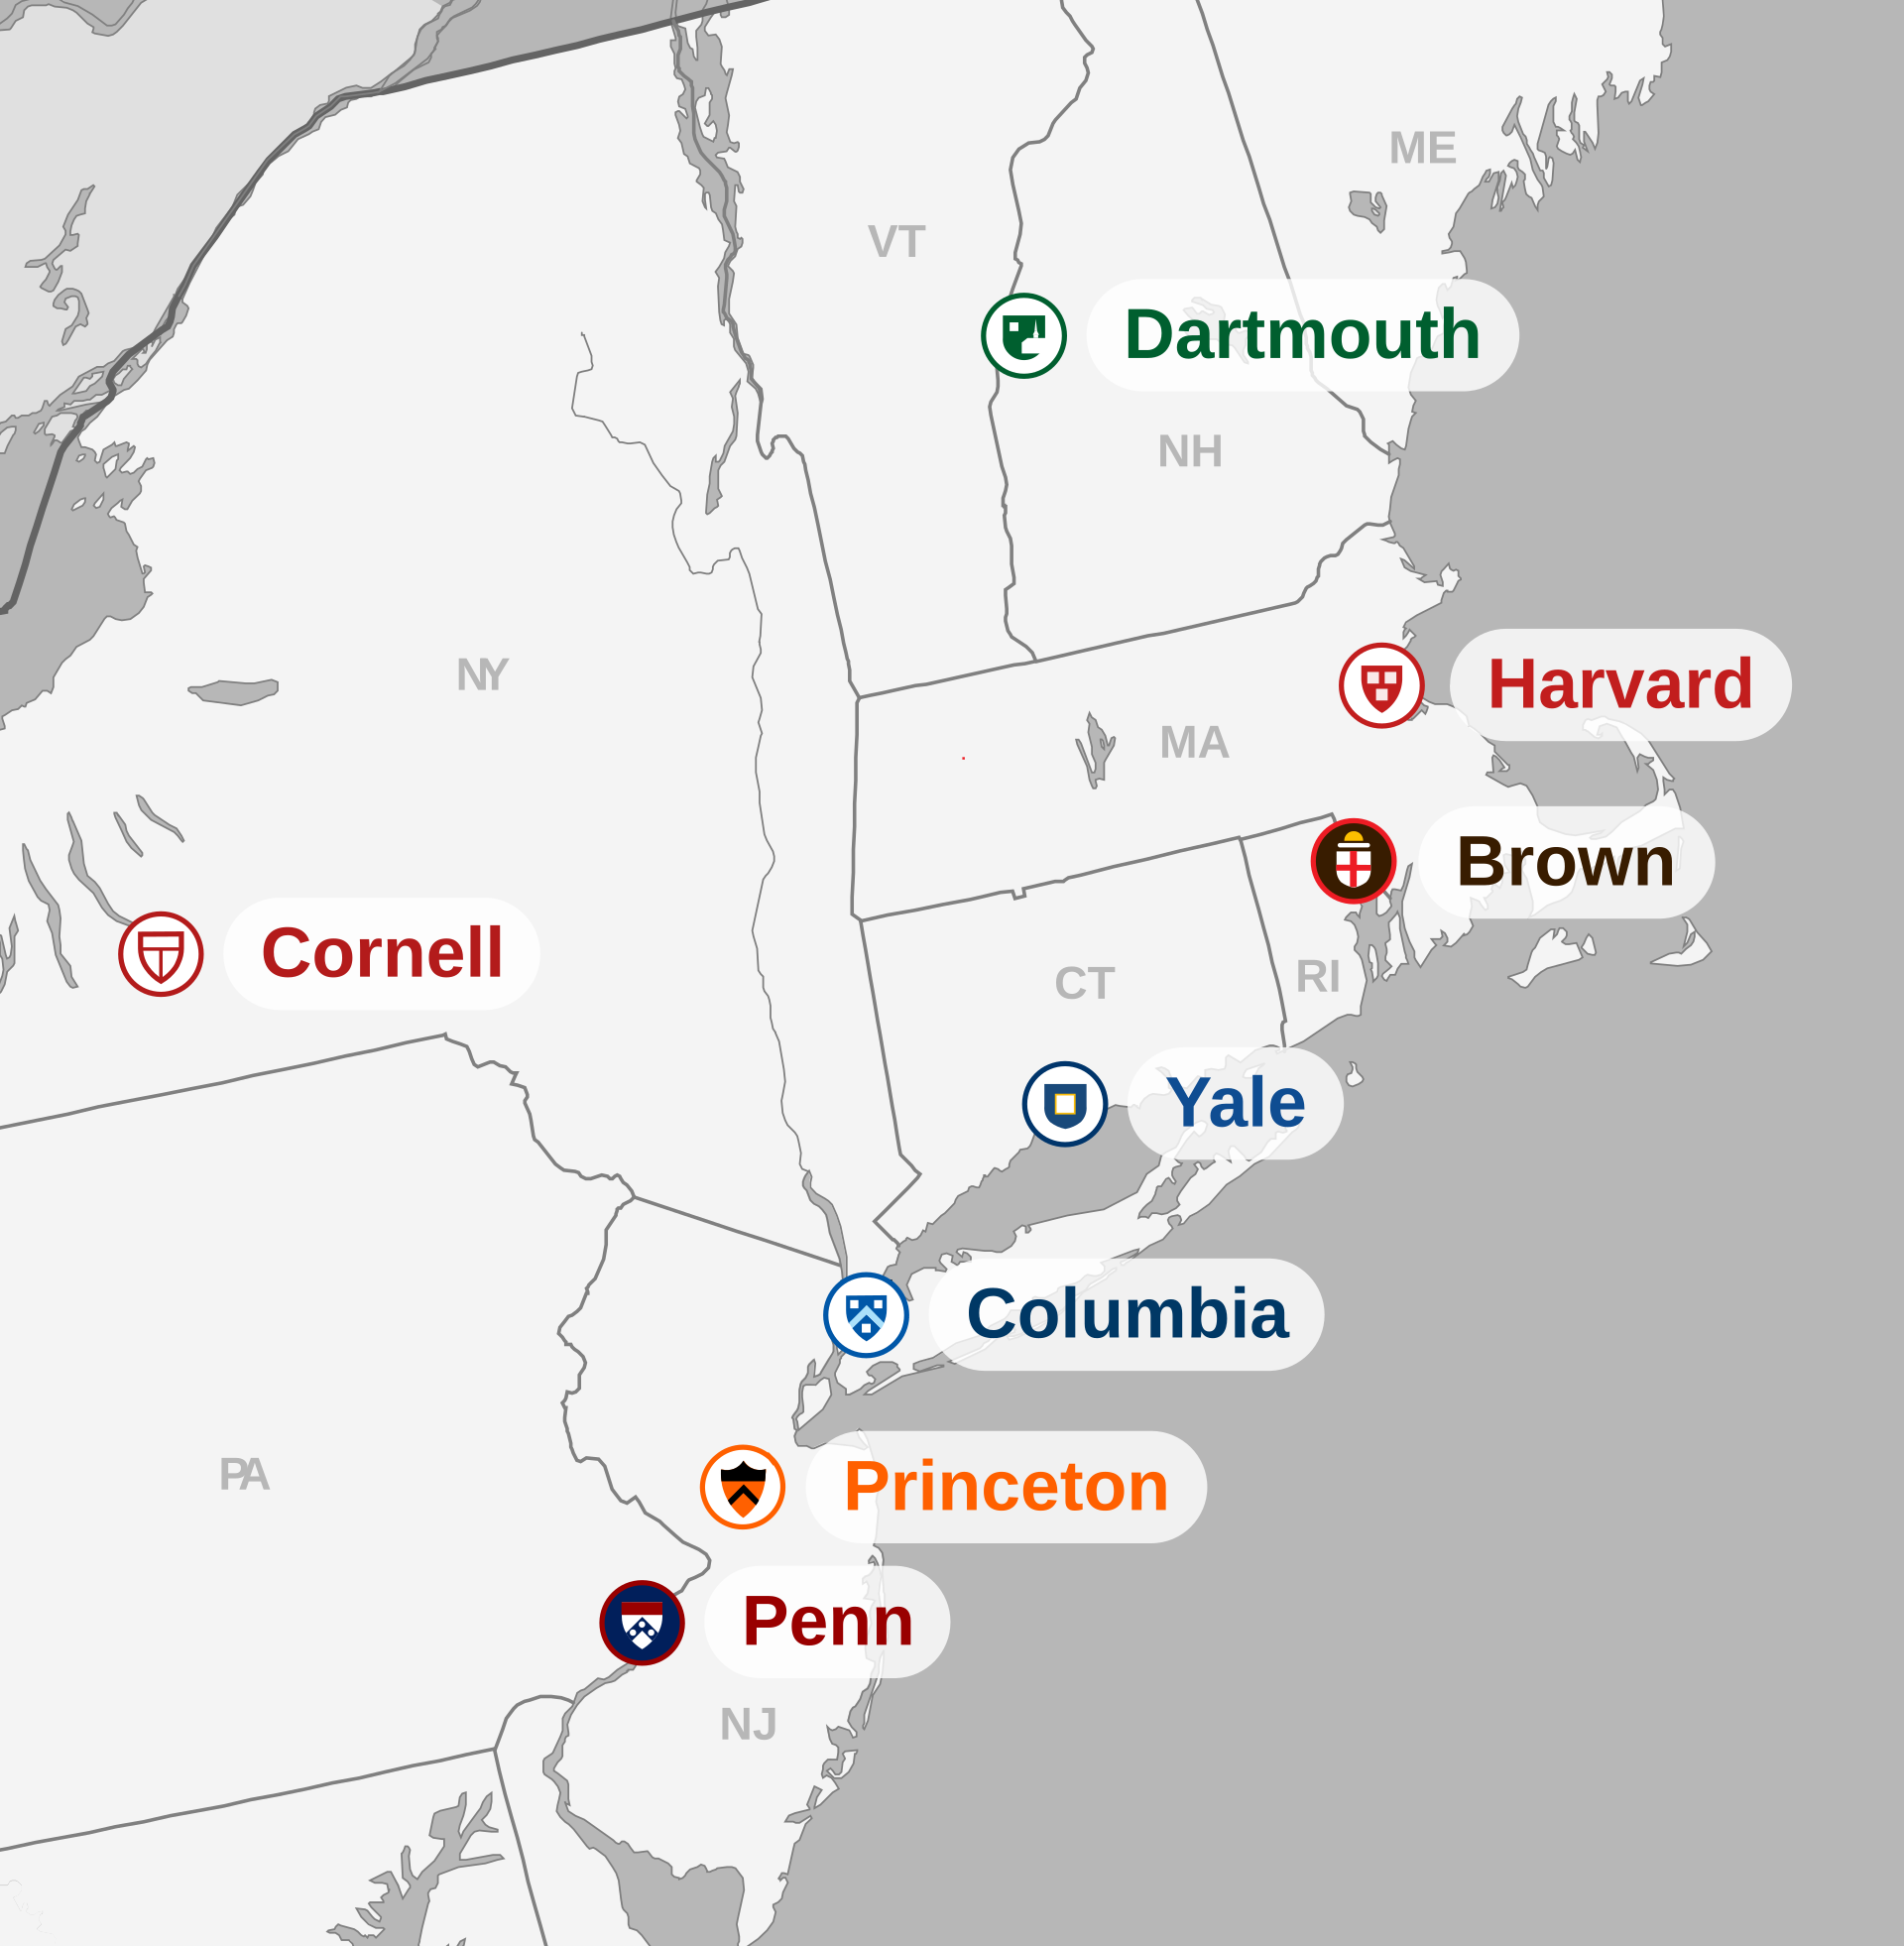 ME
VT
Dartmouth
NH
NY
Harvard
MA
Brown
Cornell
CT
RI
Yale
Columbia
PA
Princeton
Penn
NJ